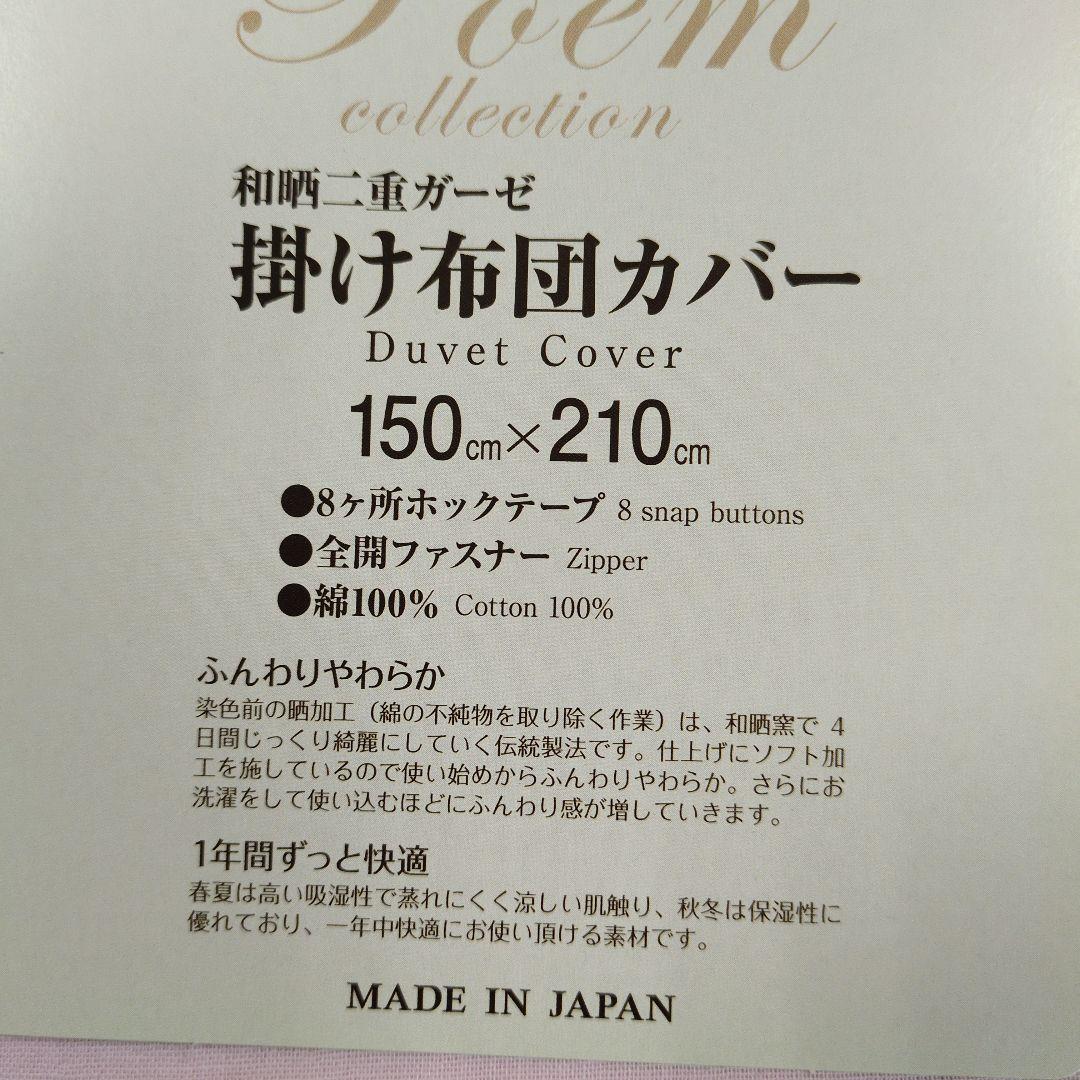 Poem
collection
和晒二重ガーゼ
掛け布団カバー
Duvet Cover
150cm×210cm
●8ヶ所ホックテープ 8 snap buttons
●全開ファスナー Zipper
●綿100% Cotton 100%
ふんわりやわらか
染色前の晒加工（綿の不純物を取り除く作業）は、和晒窯で 4
日間じっくり綺麗にしていく伝統製法です。仕上げにソフト加
工を施しているので使い始めからふんわりやわらか。さらにお
洗濯をして使い込むほどにふんわり感が増していきます。
1年間ずっと快適
春夏は高い吸湿性で蒸れにくく涼しい肌触り、秋冬は保湿性に
優れており、一年中快適にお使い頂ける素材です。
MADE IN JAPAN